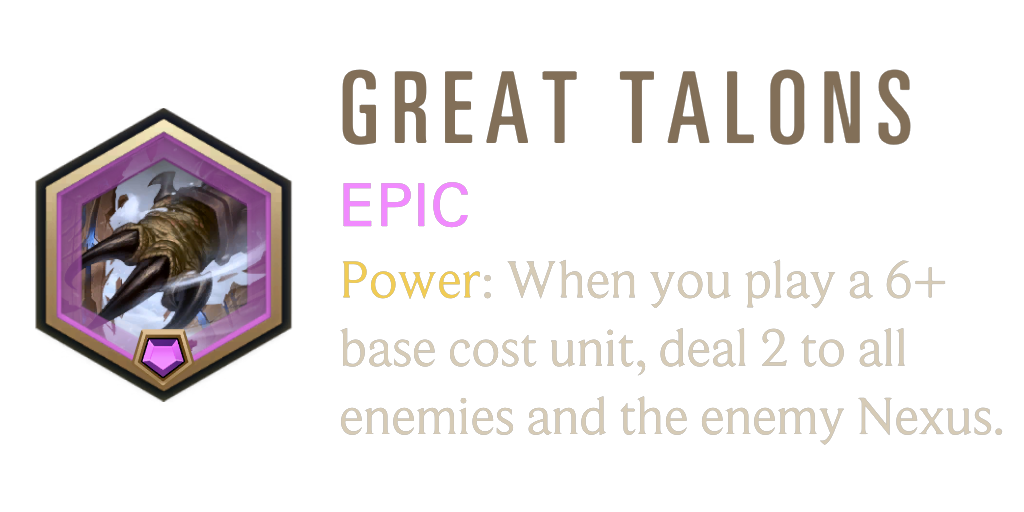 GREAT TALONS
EPIC
Power: When you play a 6+
base cost unit, deal 2 to all
enemies and the enemy Nexus.